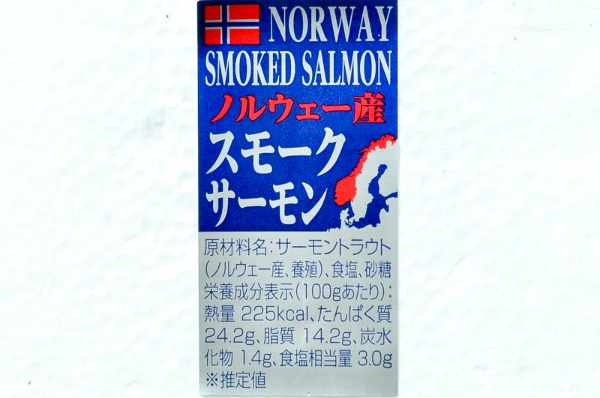 NORWAY
SMOKED SALMON
ノルウェー産
スモーク
サーモン
原材料名:サーモントラウト
(ノルウェー産、養殖)、食塩、砂糖
栄養成分表示(100gあたり):
熱量 225kcal、たんぱく質
24.2g、脂質 14.2g、炭水
化物 1.4g、食塩相当量 3.0g
※推定値